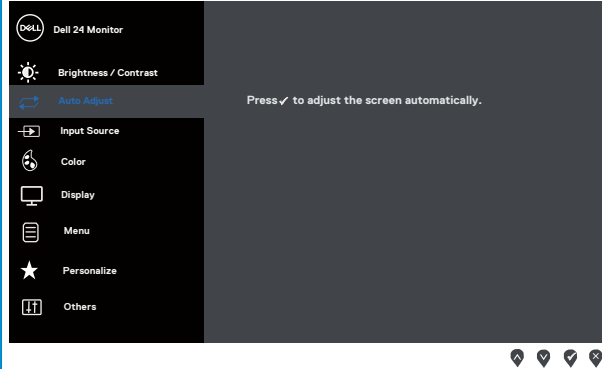 DELL Dell 24 Monitor
Brightness / Contrast
Auto Adjust
Press ✓ to adjust the screen automatically.
Input Source
Color
Display
Menu
Personalize
Others